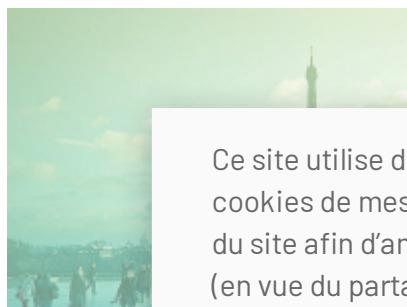 Ce site utilise d
cookies de mes
du site afin d'an
(en vue du parta